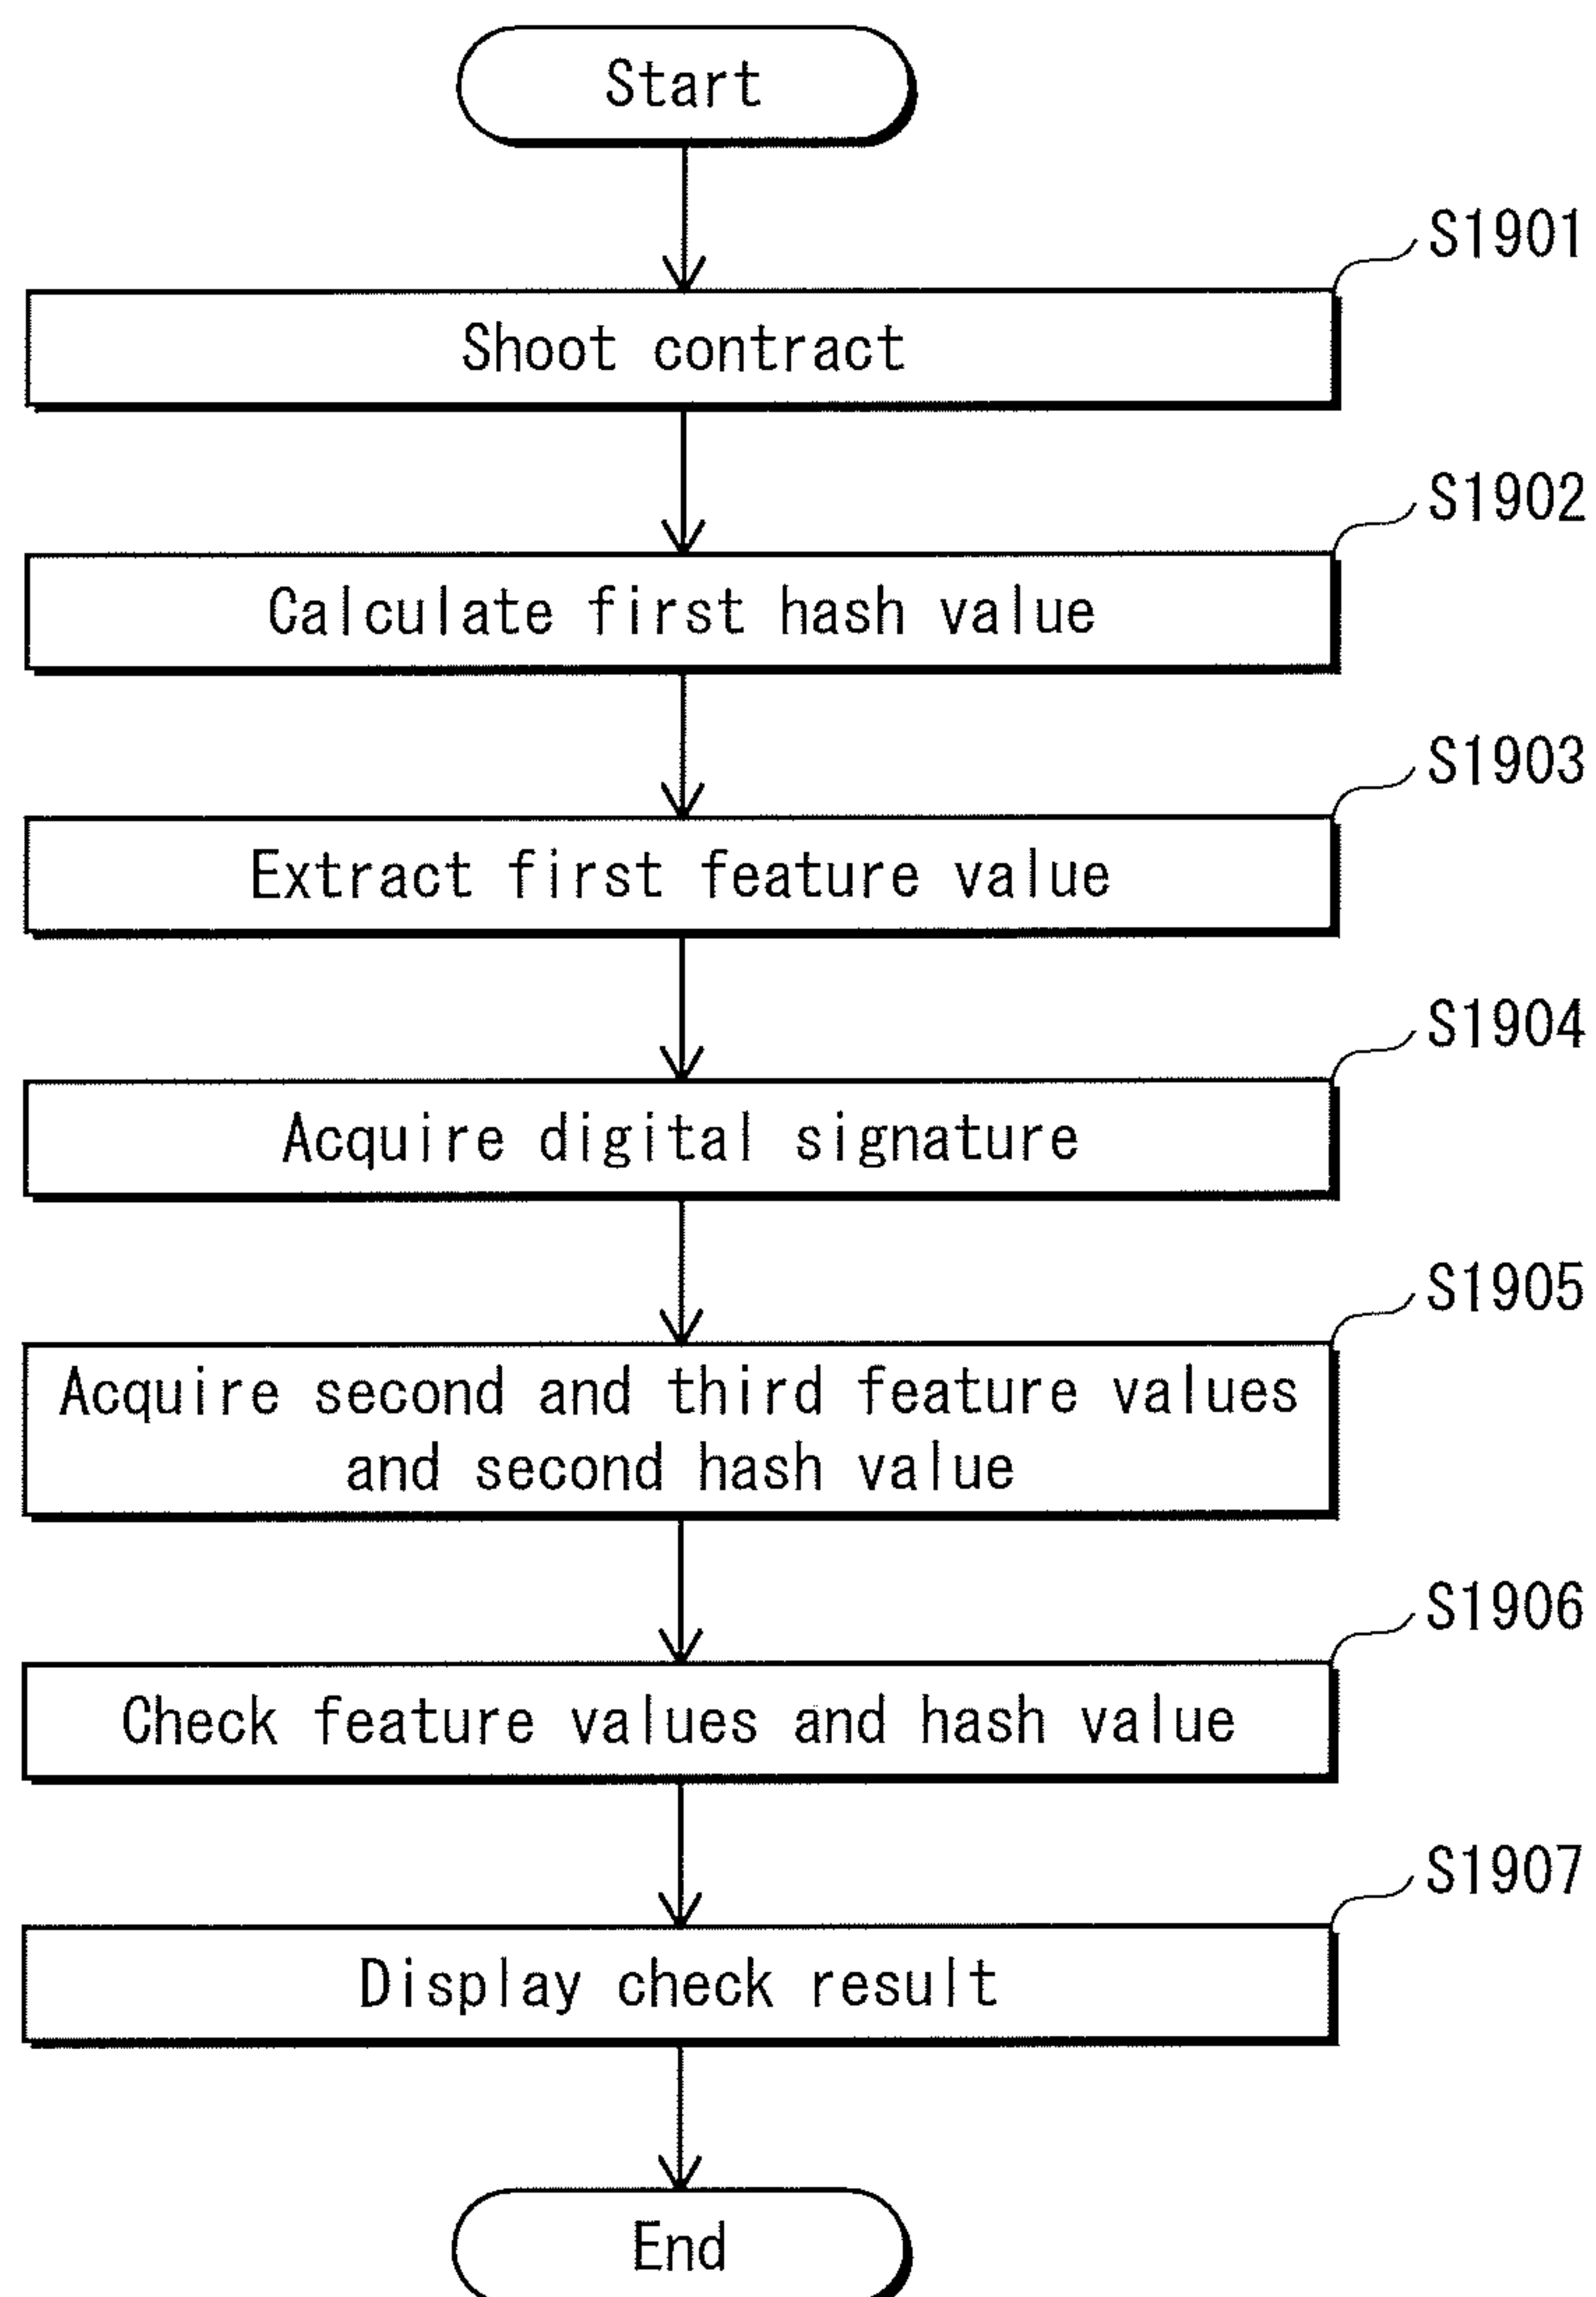 Start
S1901
Shoot contract
S1902
Calculate first hash value
S1903
Extract first feature value
S1904
Acquire digital signature
S1905
Acquire second and third feature values
and second hash value
S1906
Check feature values and hash value
S1907
Display check result
End